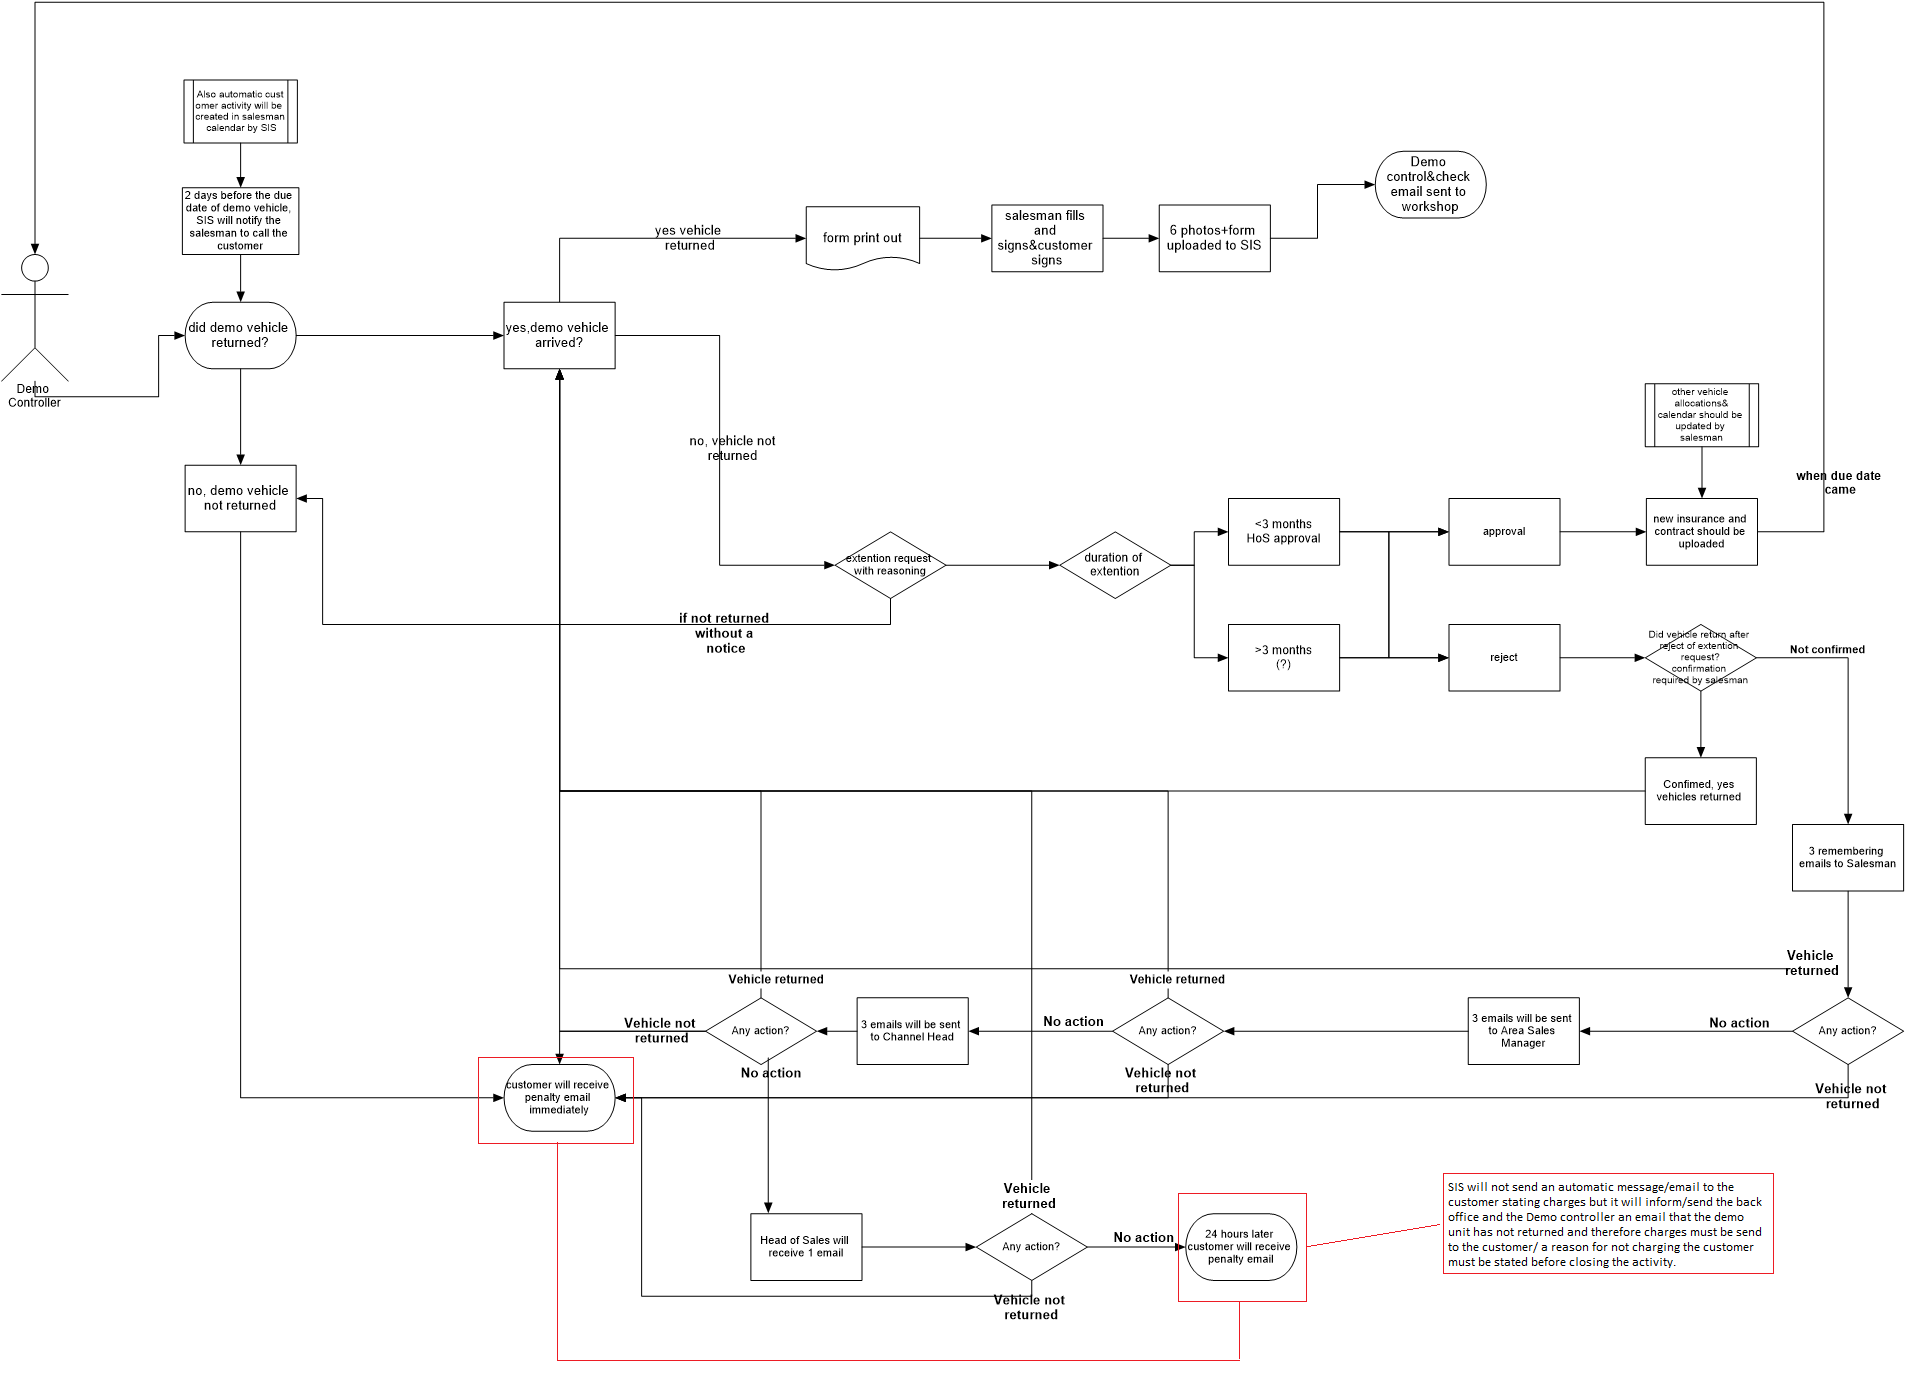 Also automatic cust
omer activity will be
created in salesman
calendar by SIS
2 days before the due
date of demo vehicle,
SIS will notify the
salesman to call the
customer
Demo
Controller
did demo vehicle
returned?
no, demo vehicle
not returned
yes,demo vehicle
arrived?
yes vehicle
returned
form print out
salesman fills
and
signs&customer
signs
6 photos+form
uploaded to SIS
Demo
control&check
email sent to
workshop
no, vehicle not
returned
extention request
with reasoning
if not returned
without a
notice
duration of
extention
<3 months
HoS approval
>3 months
(?)
approval
reject
other vehicle
allocations&
calendar should be
updated by
salesman
new insurance and
contract should be
uploaded
when due date
came
Did vehicle return after
reject of extention
request?
confirmation
required by salesman
Not confirmed
Confimed, yes
vehicles returned
3 remembering
emails to Salesman
Vehicle
returned
Any action?
No action
Vehicle not
returned
3 emails will be sent
to Area Sales
Manager
Vehicle returned
Any action?
No action
Vehicle not
returned
3 emails will be sent
to Channel Head
Vehicle returned
Any action?
Vehicle not
returned
No action
customer will receive
penalty email
immediately
Head of Sales will
receive 1 email
Vehicle
returned
Any action?
No action
Vehicle not
returned
24 hours later
customer will receive
penalty email
SIS will not send an automatic message/email to the
customer stating charges but it will inform/send the back
office and the Demo controller an email that the demo
unit has not returned and therefore charges must be send
to the customer/ a reason for not charging the customer
must be stated before closing the activity.